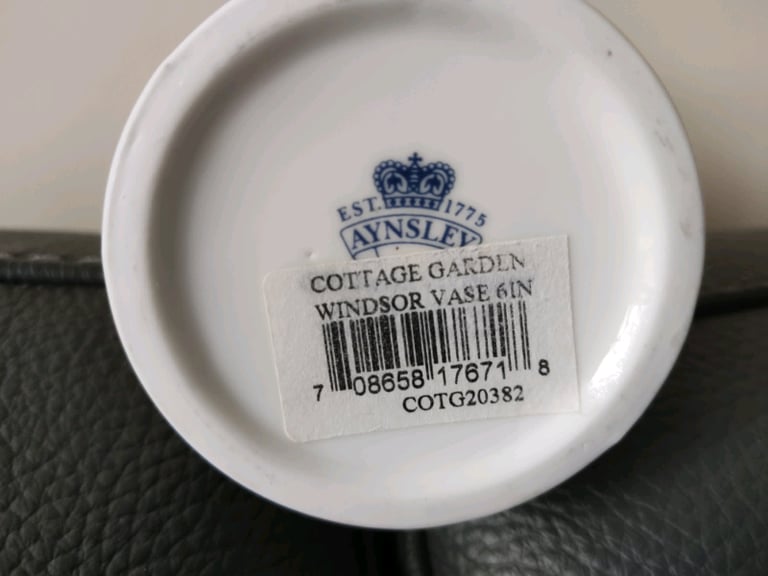 EST. 1775
AYNSLEY
COTTAGE GARDEN
WINDSOR VASE 6IN
7 08658 17671 8
COTG20382